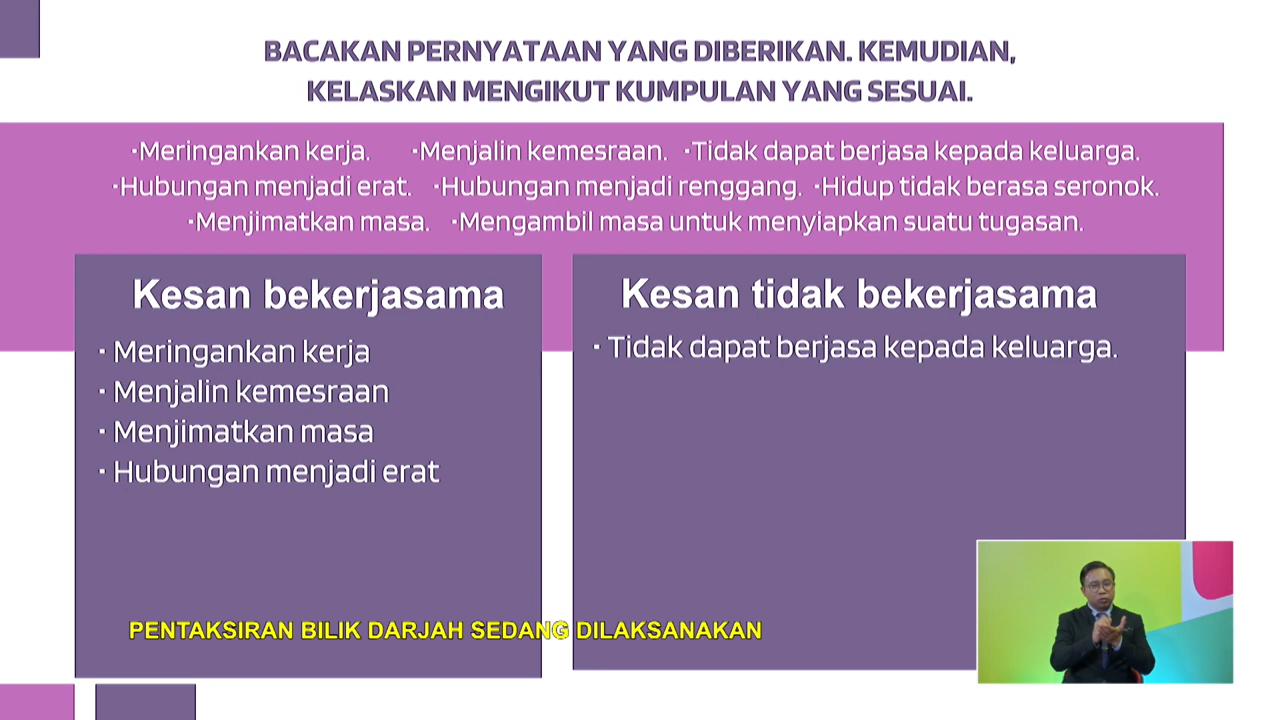 BACAKAN PERNYATAAN YANG DIBERIKAN. KEMUDIAN,
KELASKAN MENGIKUT KUMPULAN YANG SESUAI.
•Meringankan kerja. •Menjalin kemesraan. •Tidak dapat berjasa kepada keluarga.
•Hubungan menjadi erat. •Hubungan menjadi renggang. •Hidup tidak berasa seronok.
•Menjimatkan masa. •Mengambil masa untuk menyiapkan suatu tugasan.
Kesan bekerjasama
• Meringankan kerja
• Menjalin kemesraan
• Menjimatkan masa
• Hubungan menjadi erat
Kesan tidak bekerjasama
• Tidak dapat berjasa kepada keluarga.
PENTAKSIRAN BILIK DARJAH SEDANG DILAKSANAKAN